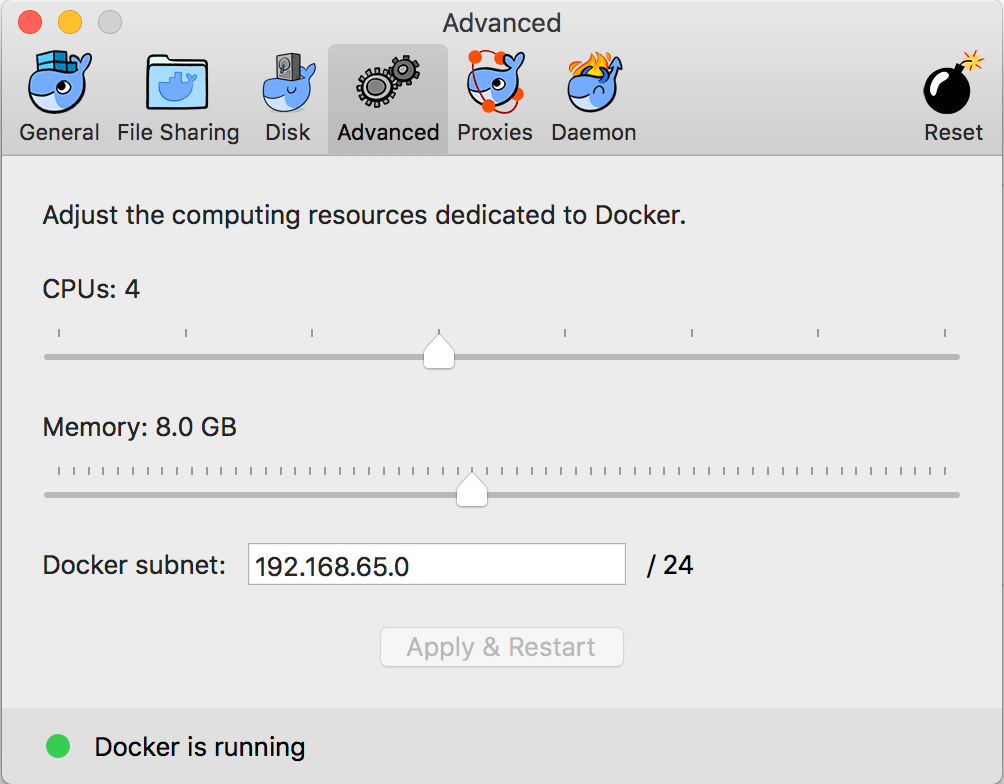 Advanced
General File Sharing Disk Advanced Proxies Daemon Reset
Adjust the computing resources dedicated to Docker.
CPUs: 4
Memory: 8.0 GB
Docker subnet: 192.168.65.0 / 24
Apply & Restart
Docker is running